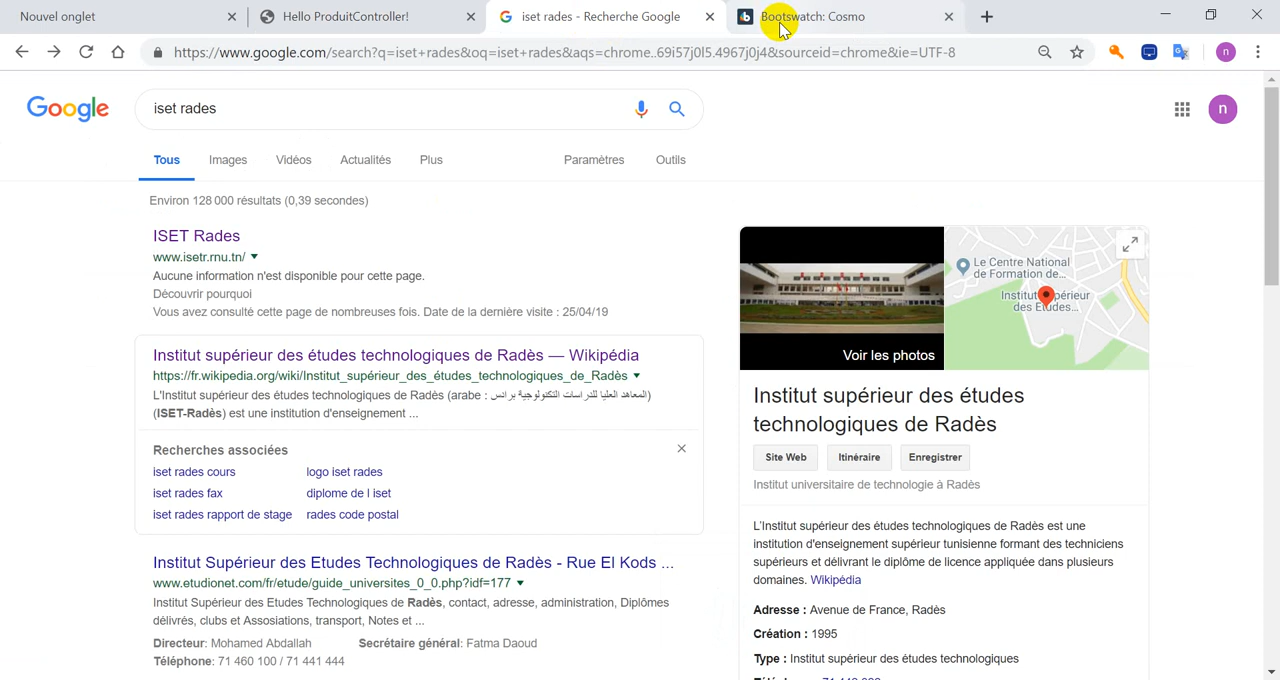 Nouvel onglet
Hello ProduitController!
iset rades - Recherche Google
Bootswatch: Cosmo
https://www.google.com/search?q=iset+rades&oq=iset+rades&aqs=chrome..69i57j0l5.4967j0j4&sourceid=chrome&ie=UTF-8
n
Google
iset rades
n
Tous
Images
Vidéos
Actualités
Plus
Paramètres
Outils
Environ 128 000 résultats (0,39 secondes)
ISET Rades
www.isetr.rnu.tn/
Aucune information n'est disponible pour cette page.
Découvrir pourquoi
Vous avez consulté cette page de nombreuses fois. Date de la dernière visite : 25/04/19
Institut supérieur des études technologiques de Radès — Wikipédia
https://fr.wikipedia.org/wiki/Institut_superieur_des_études_technologiques_de_Radès
L'Institut supérieur des études technologiques de Radès (arabe : المعاهد العليا للدراسات التكنولوجية برادس)
(ISET-Radès) est une institution d'enseignement ...
Recherches associées
iset rades cours
logo iset rades
iset rades fax
diplome de l iset
iset rades rapport de stage
rades code postal
Institut Supérieur des Etudes Technologiques de Radès - Rue El Kods ...
www.etudionet.com/fr/etude/guide_universites_0_0.php?idf=177
Institut Supérieur des Etudes Technologiques de Radès, contact, adresse, administration, Diplômes
délivrés, clubs et Assosiations, transport, Notes et ...
Directeur: Mohamed Abdallah
Secrétaire général: Fatma Daoud
Téléphone: 71 460 100 / 71 441 444
Voir les photos
Le Centre National
de Formation de...
Institut supérieur
des Études...
Institut supérieur des études
technologiques de Radès
Site Web
Itinéraire
Enregistrer
Institut universitaire de technologie à Radès
L'Institut supérieur des études technologiques de Radès est une
institution d'enseignement supérieur tunisienne formant des techniciens
supérieurs et délivrant le diplôme de licence appliquée dans plusieurs
domaines. Wikipédia
Adresse : Avenue de France, Radès
Création : 1995
Type : Institut supérieur des études technologiques